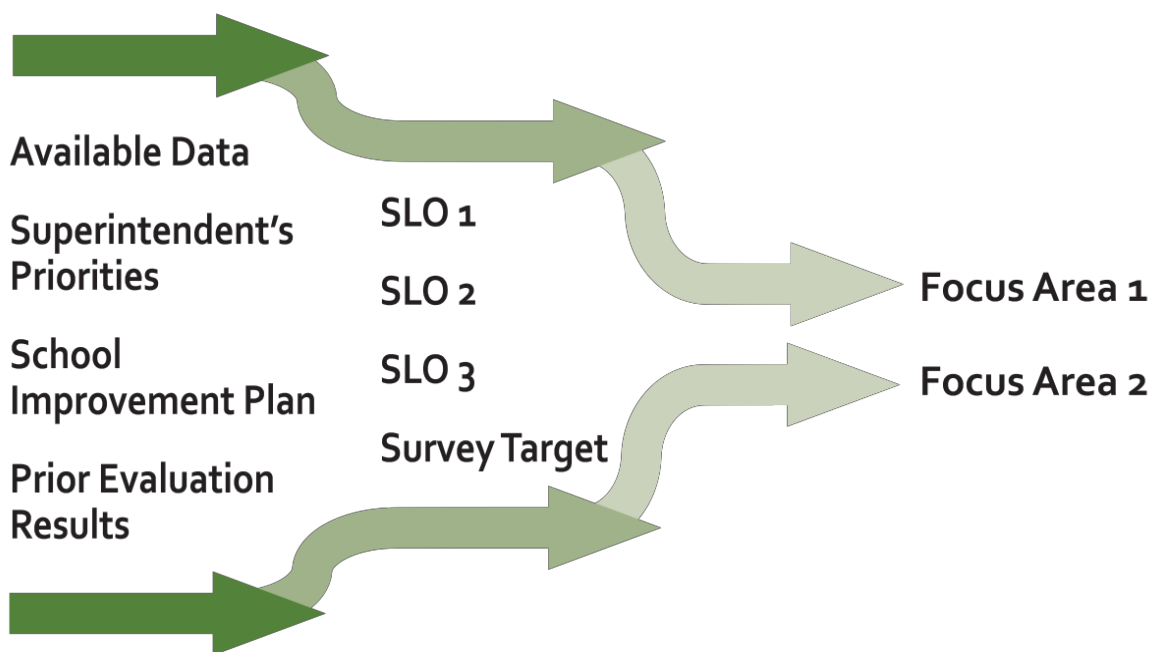 Available Data
Superintendent’s
Priorities
School
Improvement Plan
Prior Evaluation
Results
SLO 1
SLO 2
SLO 3
Survey Target
Focus Area 1
Focus Area 2